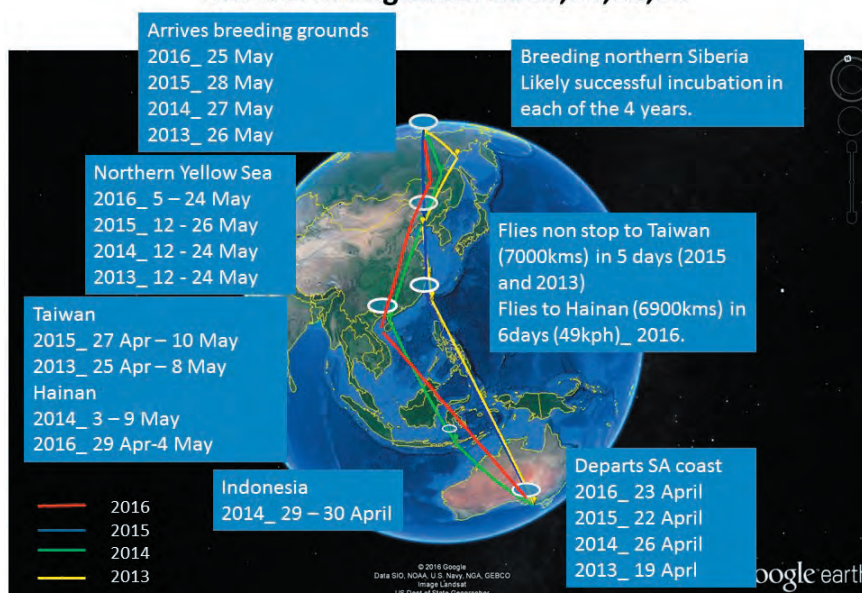 Arrives breeding grounds
2016_ 25 May
2015_ 28 May
2014_ 27 May
2013_ 26 May
Breeding northern Siberia
Likely successful incubation in
each of the 4 years.
Northern Yellow Sea
2016_ 5 – 24 May
2015_ 12 - 26 May
2014_ 12 - 24 May
2013_ 12 - 24 May
Flies non stop to Taiwan
(7000kms) in 5 days (2015
and 2013)
Flies to Hainan (6900kms) in
6days (49kph)_ 2016.
Taiwan
2015_ 27 Apr – 10 May
2013_ 25 Apr – 8 May
Hainan
2014_ 3 – 9 May
2016_ 29 Apr-4 May
Indonesia
2014_ 29 – 30 April
Departs SA coast
2016_ 23 April
2015_ 22 April
2014_ 26 April
2013_ 19 Aprl
2016
2015
2014
2013
© 2016 Google
Data SIO, NOAA, U.S. Navy, NGA, GEBCO
Image Landsat
US Dept of State Geographer
oogle earth